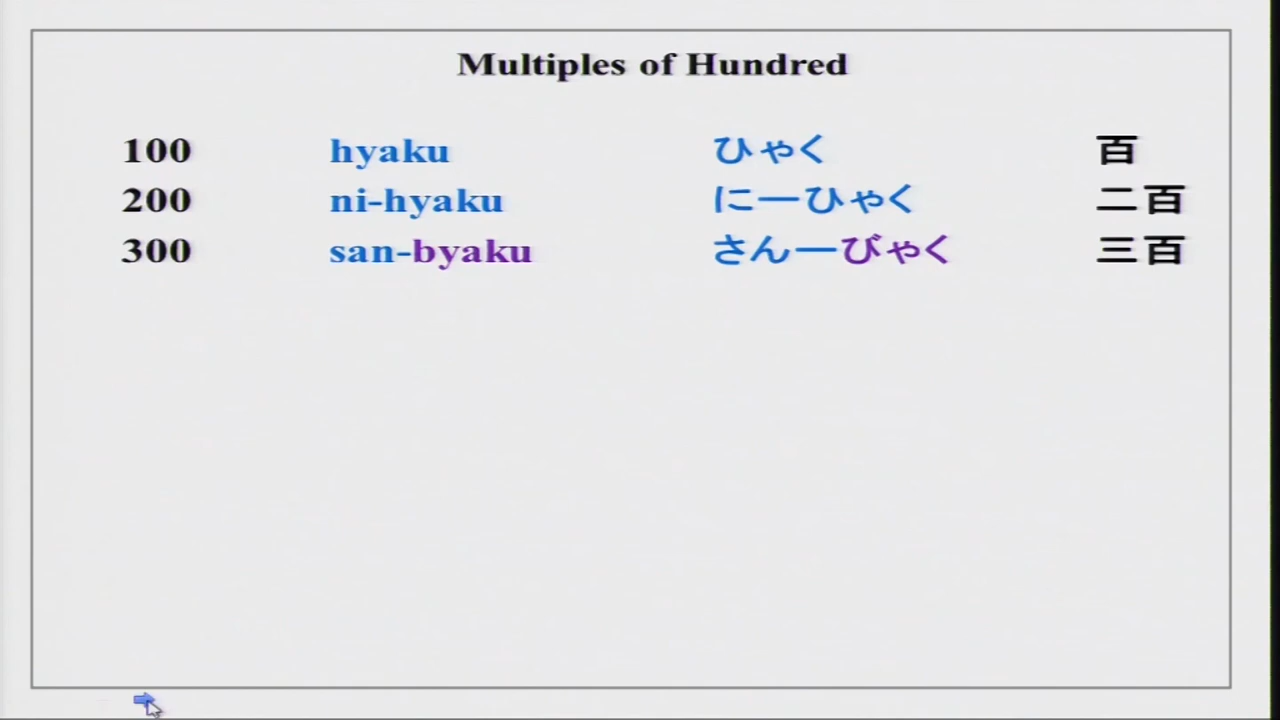 Multiples of Hundred
100 hyaku ひゃく 百
200 ni-hyaku にーひゃく 二百
300 san-byaku さんーびゃく 三百